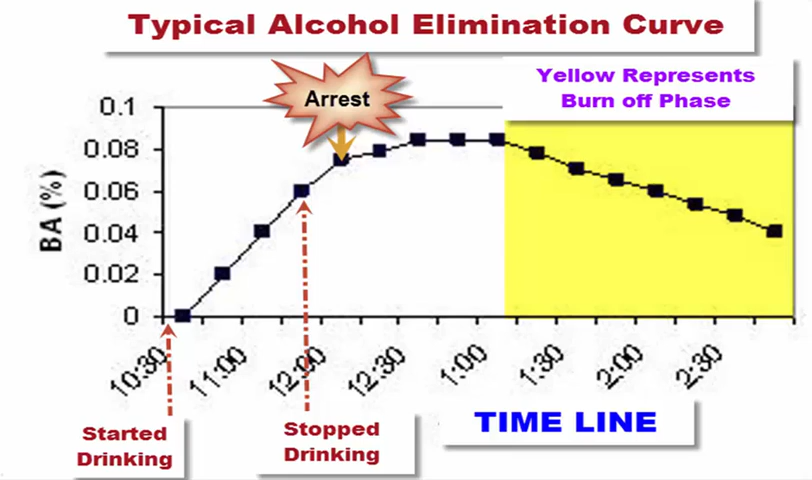 Typical Alcohol Elimination Curve
Yellow Represents
Burn off Phase
Arrest
BA (%)
0.1
0.08
0.06
0.04
0.02
0
10:30
11:00
12:00
12:30
1:00
1:30
2:00
2:30
Started
Drinking
Stopped
Drinking
TIME LINE